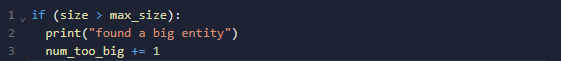 1 if (size > max_size):
2 print("found a big entity")
3 num_too_big += 1